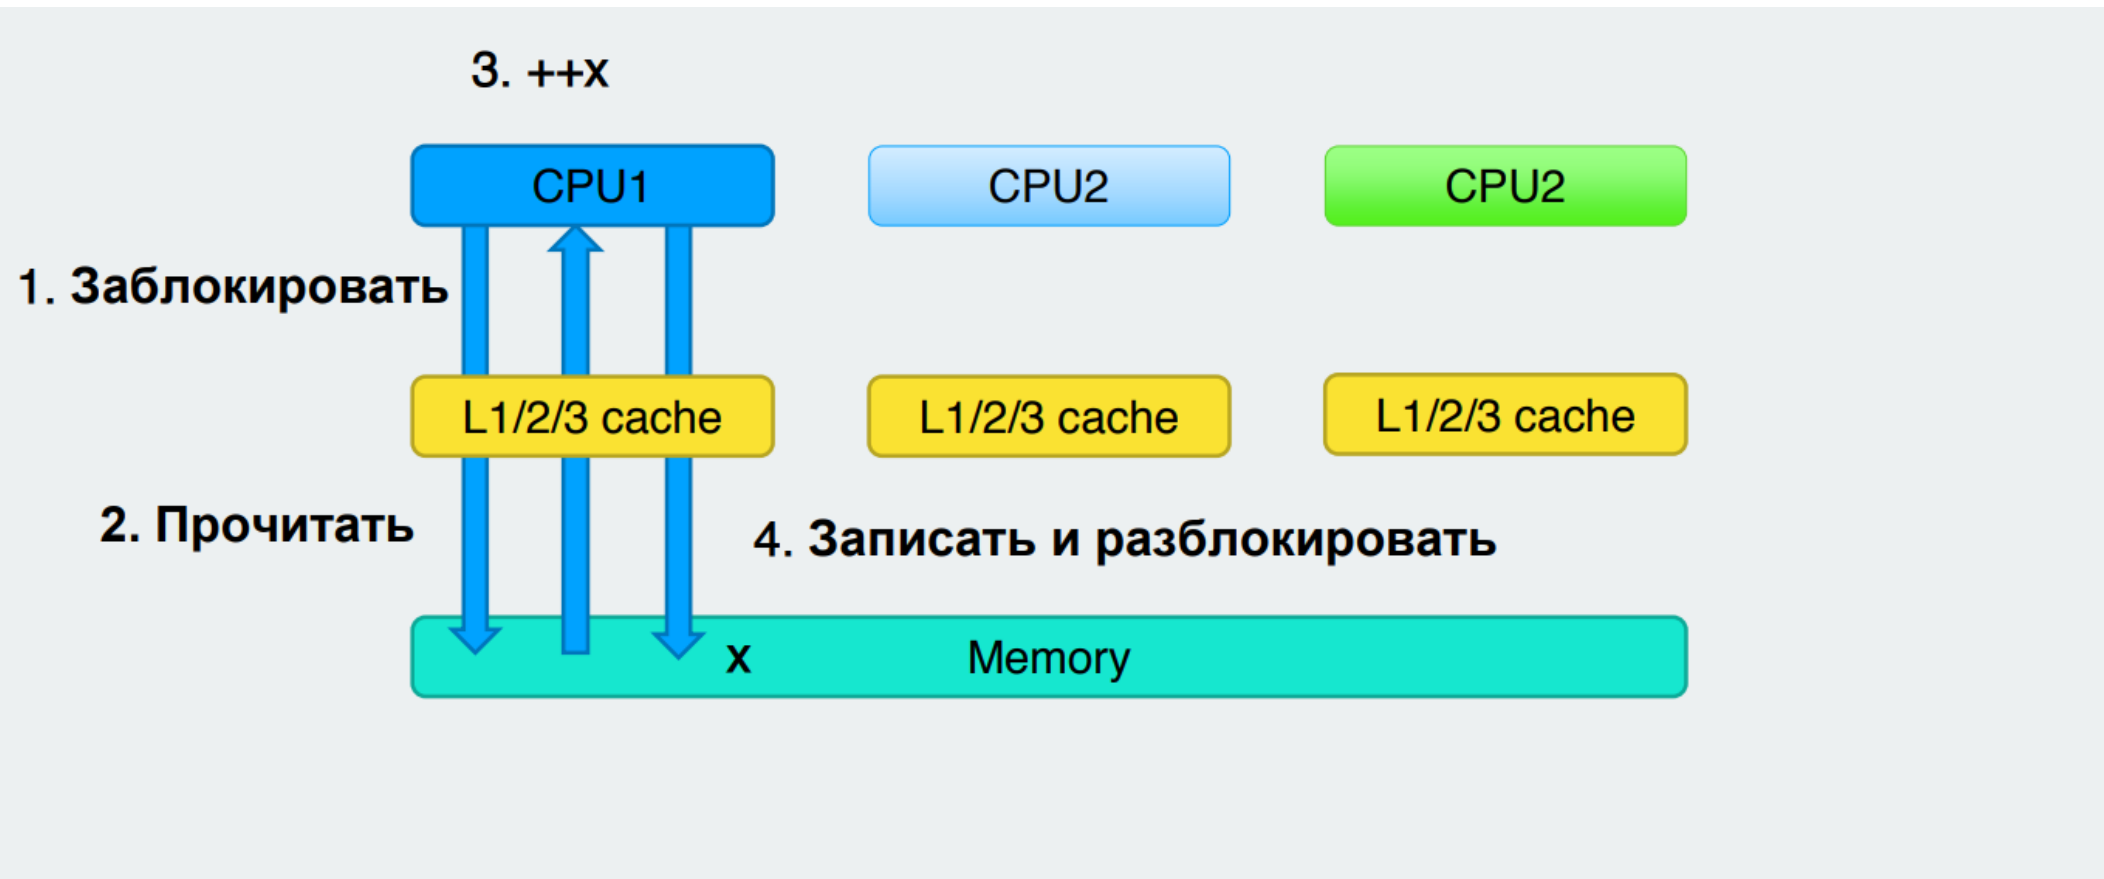 3. ++x
CPU1
CPU2
CPU2
1. Заблокировать
L1/2/3 cache
L1/2/3 cache
L1/2/3 cache
2. Прочитать
4. Записать и разблокировать
x
Memory